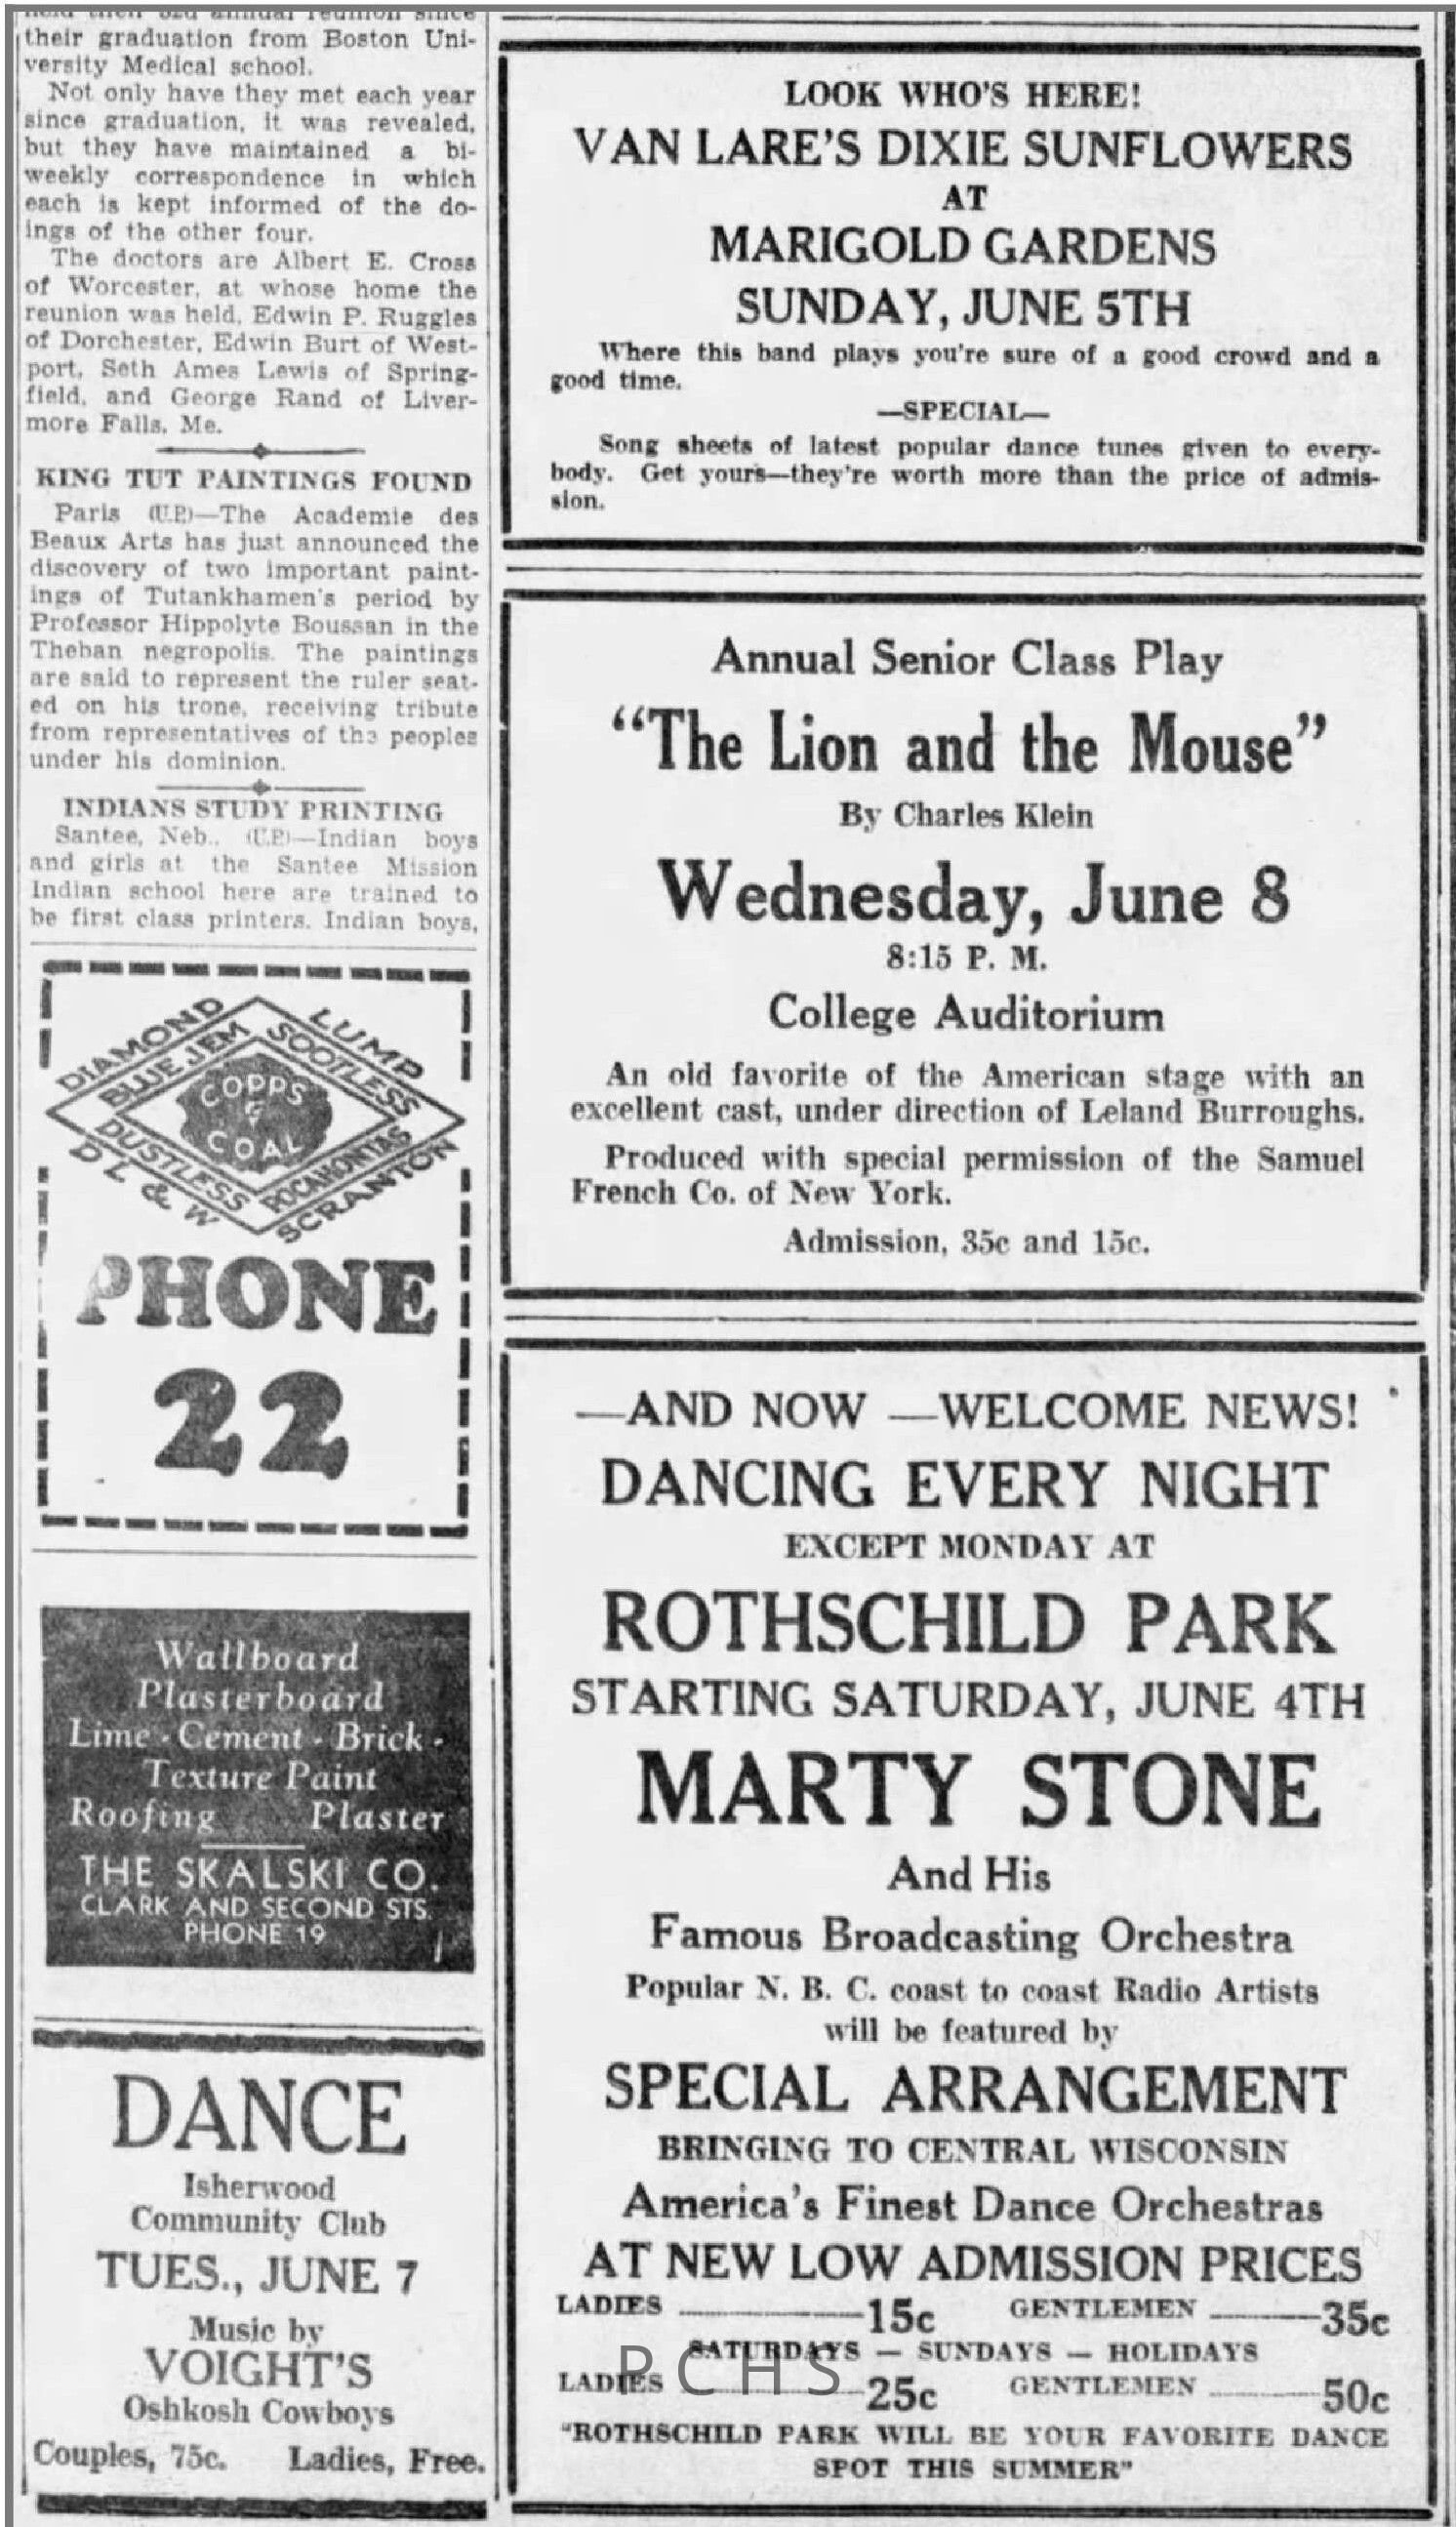 held their 32d annual reunion since
their graduation from Boston Uni-
versity Medical school.
Not only have they met each year
since graduation, it was revealed,
but they have maintained a bi-
weekly correspondence in which
each is kept informed of the do-
ings of the other four.
The doctors are Albert E. Cross
of Worcester, at whose home the
reunion was held, Edwin P. Ruggles
of Dorchester, Edwin Burt of West-
port, Seth Ames Lewis of Spring-
field, and George Rand of Liver-
more Falls, Me.
KING TUT PAINTINGS FOUND
Paris (U.P.)—The Academie des
Beaux Arts has just announced the
discovery of two important paint-
ings of Tutankhamen's period by
Professor Hippolyte Boussan in the
Theban negropolis. The paintings
are said to represent the ruler seat-
ed on his trone, receiving tribute
from representatives of the peoples
under his dominion.
INDIANS STUDY PRINTING
Santee, Neb., (U.P.)—Indian boys
and girls at the Santee Mission
Indian school here are trained to
be first class printers. Indian boys,
DIAMOND LUMP
BLUE JEM SOOTLESS
COPPS
COAL
DUSTLESS POCAHONTAS
D L & W SCRANTON
PHONE
22
Wallboard
Plasterboard
Lime - Cement - Brick -
Texture Paint
Roofing Plaster
THE SKALSKI CO.
CLARK AND SECOND STS.
PHONE 19
DANCE
Isherwood
Community Club
TUES., JUNE 7
Music by
VOIGHT'S
Oshkosh Cowboys
Couples, 75c. Ladies, Free.
LOOK WHO'S HERE!
VAN LARE'S DIXIE SUNFLOWERS
AT
MARIGOLD GARDENS
SUNDAY, JUNE 5TH
Where this band plays you're sure of a good crowd and a
good time.
—SPECIAL—
Song sheets of latest popular dance tunes given to every-
body. Get yours—they're worth more than the price of admis-
sion.
Annual Senior Class Play
“The Lion and the Mouse”
By Charles Klein
Wednesday, June 8
8:15 P. M.
College Auditorium
An old favorite of the American stage with an
excellent cast, under direction of Leland Burroughs.
Produced with special permission of the Samuel
French Co. of New York.
Admission, 35c and 15c.
—AND NOW —WELCOME NEWS!
DANCING EVERY NIGHT
EXCEPT MONDAY AT
ROTHSCHILD PARK
STARTING SATURDAY, JUNE 4TH
MARTY STONE
And His
Famous Broadcasting Orchestra
Popular N. B. C. coast to coast Radio Artists
will be featured by
SPECIAL ARRANGEMENT
BRINGING TO CENTRAL WISCONSIN
America's Finest Dance Orchestras
AT NEW LOW ADMISSION PRICES
LADIES 15c GENTLEMEN 35c
SATURDAYS — SUNDAYS — HOLIDAYS
LADIES 25c GENTLEMEN 50c
"ROTHSCHILD PARK WILL BE YOUR FAVORITE DANCE
SPOT THIS SUMMER"
PCHS